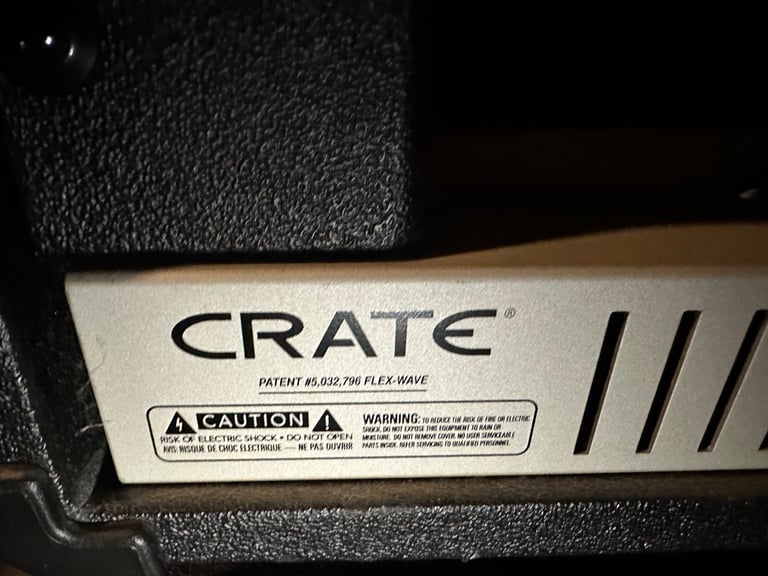 CRATE®
PATENT #5,032,796 FLEX-WAVE
CAUTION
RISK OF ELECTRIC SHOCK • DO NOT OPEN
AVIS: RISQUE DE CHOC ELECTRIQUE — NE PAS OUVRIR
WARNING: TO REDUCE THE RISK OF FIRE OR ELECTRIC
SHOCK, DO NOT EXPOSE THIS EQUIPMENT TO RAIN OR
MOISTURE. DO NOT REMOVE COVER. NO USER SERVICEABLE
PARTS INSIDE. REFER SERVICING TO QUALIFIED PERSONNEL.